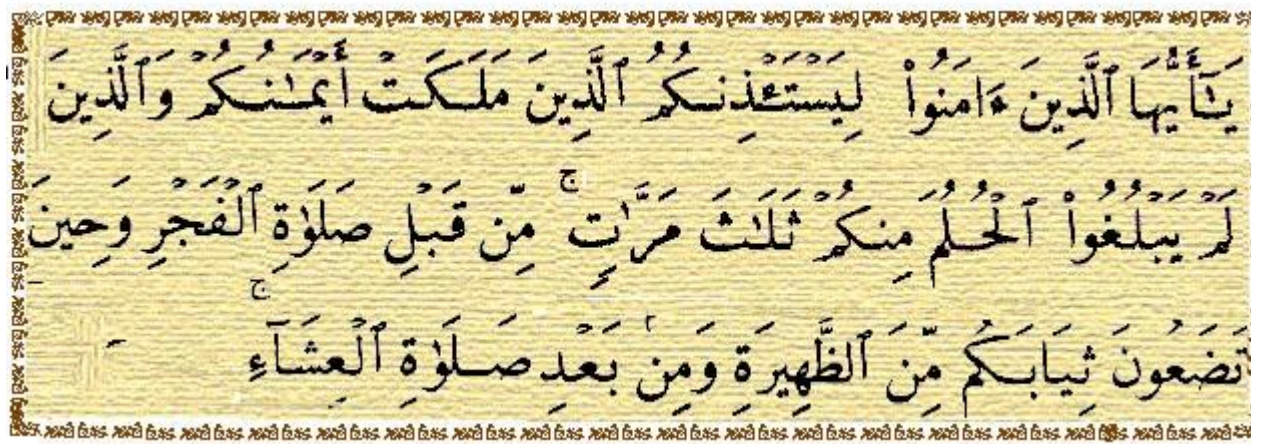 يَـٰٓأَيُّهَا ٱلَّذِينَ ءَامَنُوا۟ لِيَسْتَـْٔذِنكُمُ ٱلَّذِينَ مَلَكَتْ أَيْمَـٰنُكُمْ وَٱلَّذِينَ
لَمْ يَبْلُغُوا۟ ٱلْحُلُمَ مِنكُمْ ثَلَـٰثَ مَرَّٰتٍ ۚ مِّن قَبْلِ صَلَوٰةِ ٱلْفَجْرِ وَحِينَ
تَضَعُونَ ثِيَابَكُم مِّنَ ٱلظَّهِيرَةِ وَمِنۢ بَعْدِ صَلَوٰةِ ٱلْعِشَآءِ ۚ